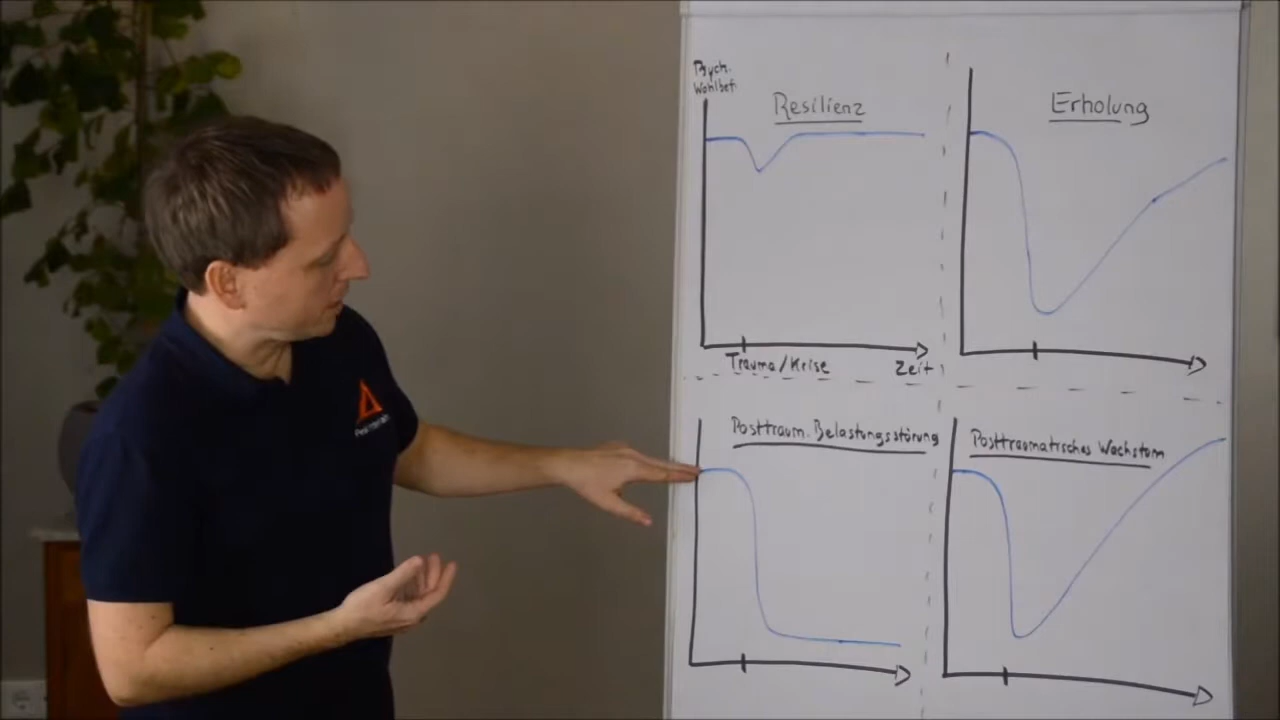 Psych.
Wohlbef.
Resilienz
Erholung
Trauma/Krise
Zeit
Posttraum. Belastungsstörung
Posttraumatisches Wachstum